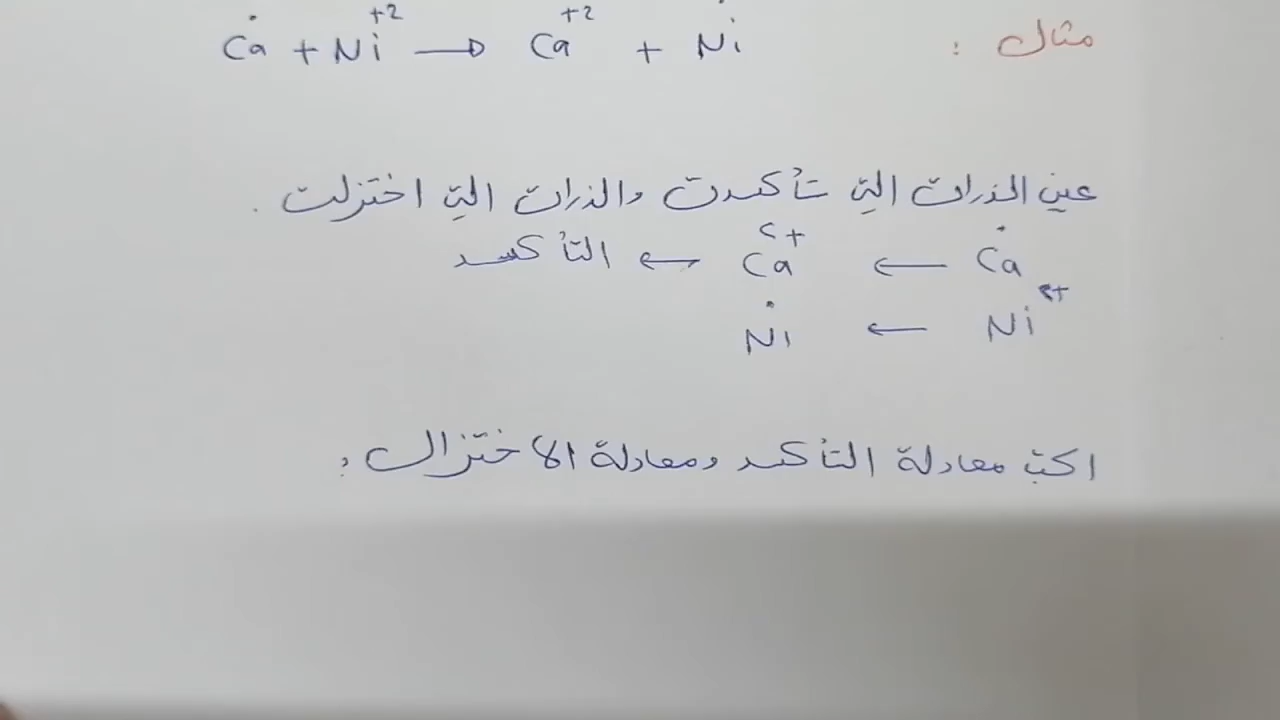 مثال : Ca° + Ni+2 → Ca+2 + Ni°
عين الذرات التي تأكسدت والذرات التي اختزلت .
Ca° ← Ca2+ ← التأكسد
Ni2+ ← Ni°
اكتب معادلة التأكسد ومعادلة الاختزال :